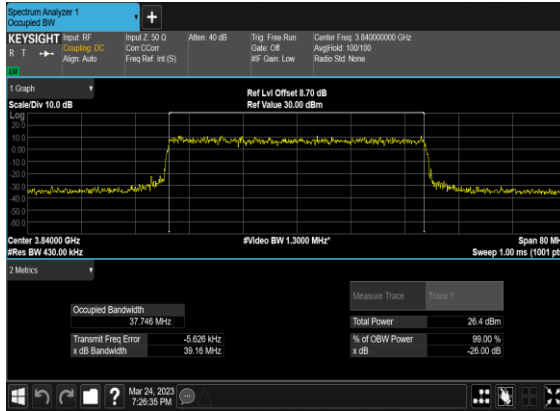 Spectrum Analyzer 1
Occupied BW
+
KEYSIGHT
R T
LV
Input: RF
Coupling: DC
Align: Auto
Input Z: 50 Ω
Corr CCorr
Freq Ref: Int (S)
Atten: 40 dB
Trig: Free Run
Gate: Off
#IF Gain: Low
Center Freq: 3.840000000 GHz
Avg|Hold: 100/100
Radio Std: None
1 Graph
Scale/Div 10.0 dB
Ref Lvl Offset 8.70 dB
Ref Value 30.00 dBm
Log
20.0
10.0
0.00
-10.0
-20.0
-30.0
-40.0
-50.0
-60.0
Center 3.84000 GHz
#Res BW 430.00 kHz
#Video BW 1.3000 MHz*
Span 80 MH
Sweep 1.00 ms (1001 pt
2 Metrics
Measure Trace Trace 1
Occupied Bandwidth
37.746 MHz
Total Power 26.4 dBm
Transmit Freq Error -5.626 kHz
% of OBW Power 99.00 %
x dB Bandwidth 39.16 MHz
x dB -26.00 dB
?
Mar 24, 2023
7:26:35 PM